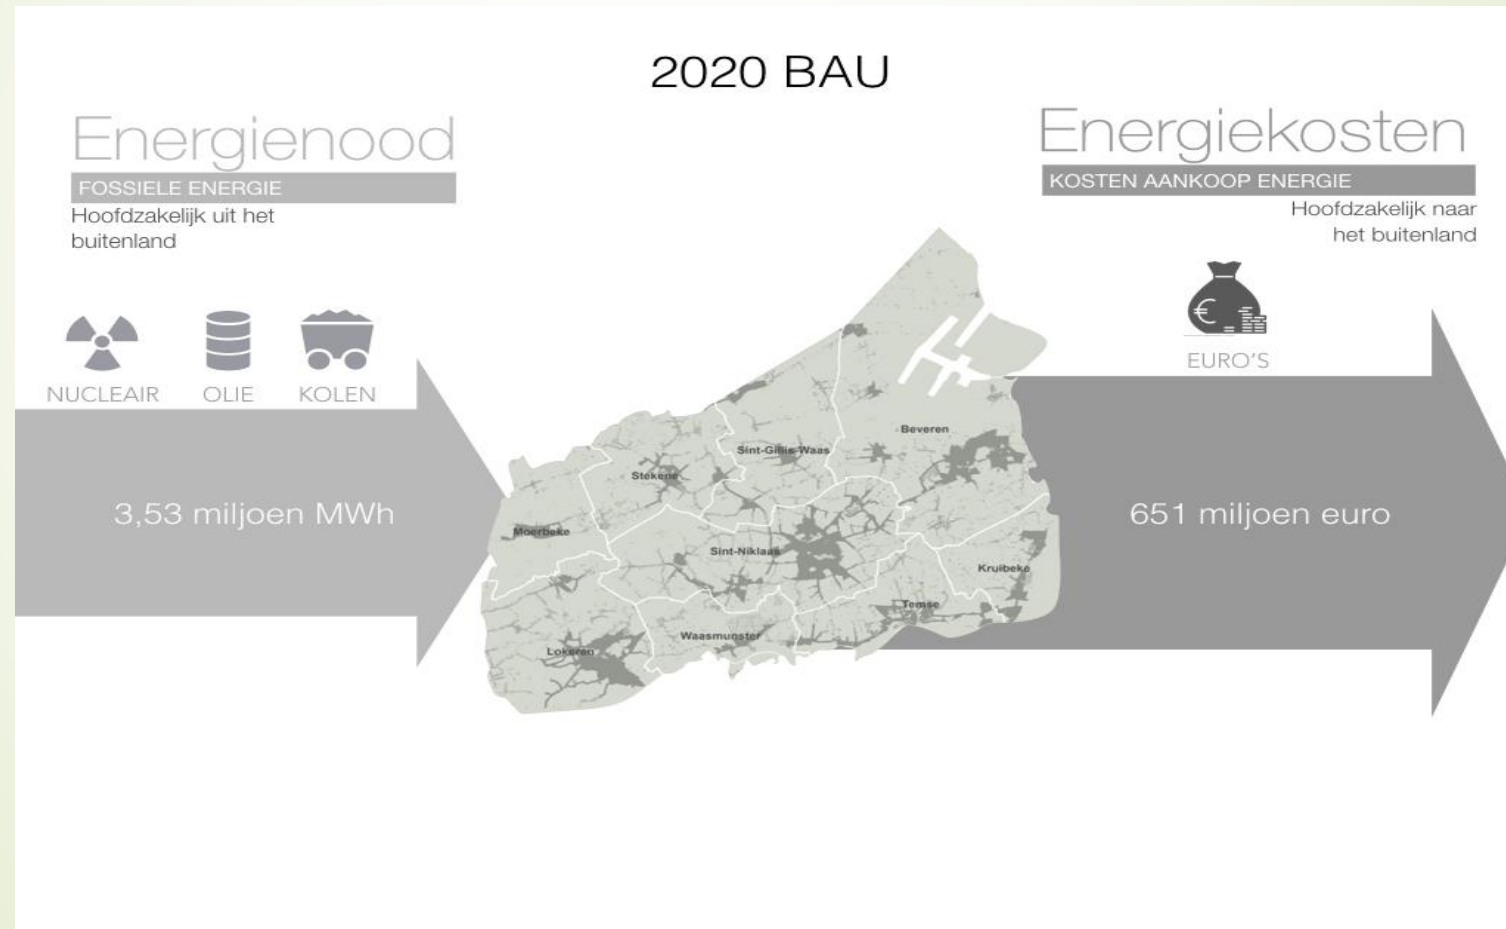 2020 BAU
Energienood
FOSSIELE ENERGIE
Hoofdzakelijk uit het
buitenland
NUCLEAIR
OLIE
KOLEN
3,53 miljoen MWh
Energiekosten
KOSTEN AANKOOP ENERGIE
Hoofdzakelijk naar
het buitenland
€
EURO'S
651 miljoen euro
Beveren
Sint-Gillis-Waas
Stekene
Moerbeke
Sint-Niklaas
Kruibeke
Temse
Waasmunster
Lokeren